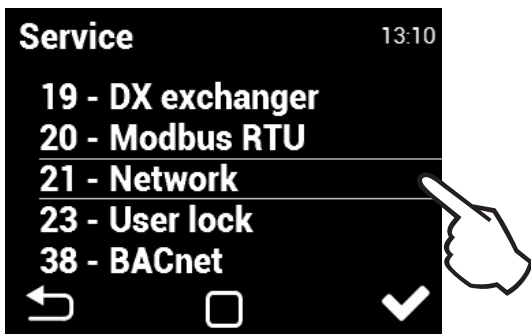 Service 13:10
19 - DX exchanger
20 - Modbus RTU
21 - Network
23 - User lock
38 - BACnet